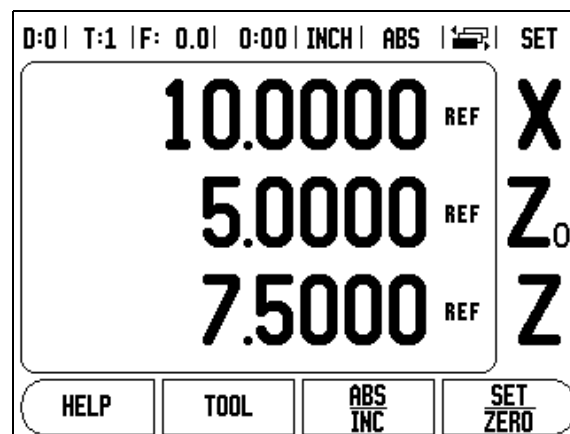 D:0 | T:1 | F: 0.0 | 0:00 | INCH | ABS | SET
10.0000 REF X
5.0000 REF Z0
7.5000 REF Z
HELP TOOL ABS/INC SET/ZERO